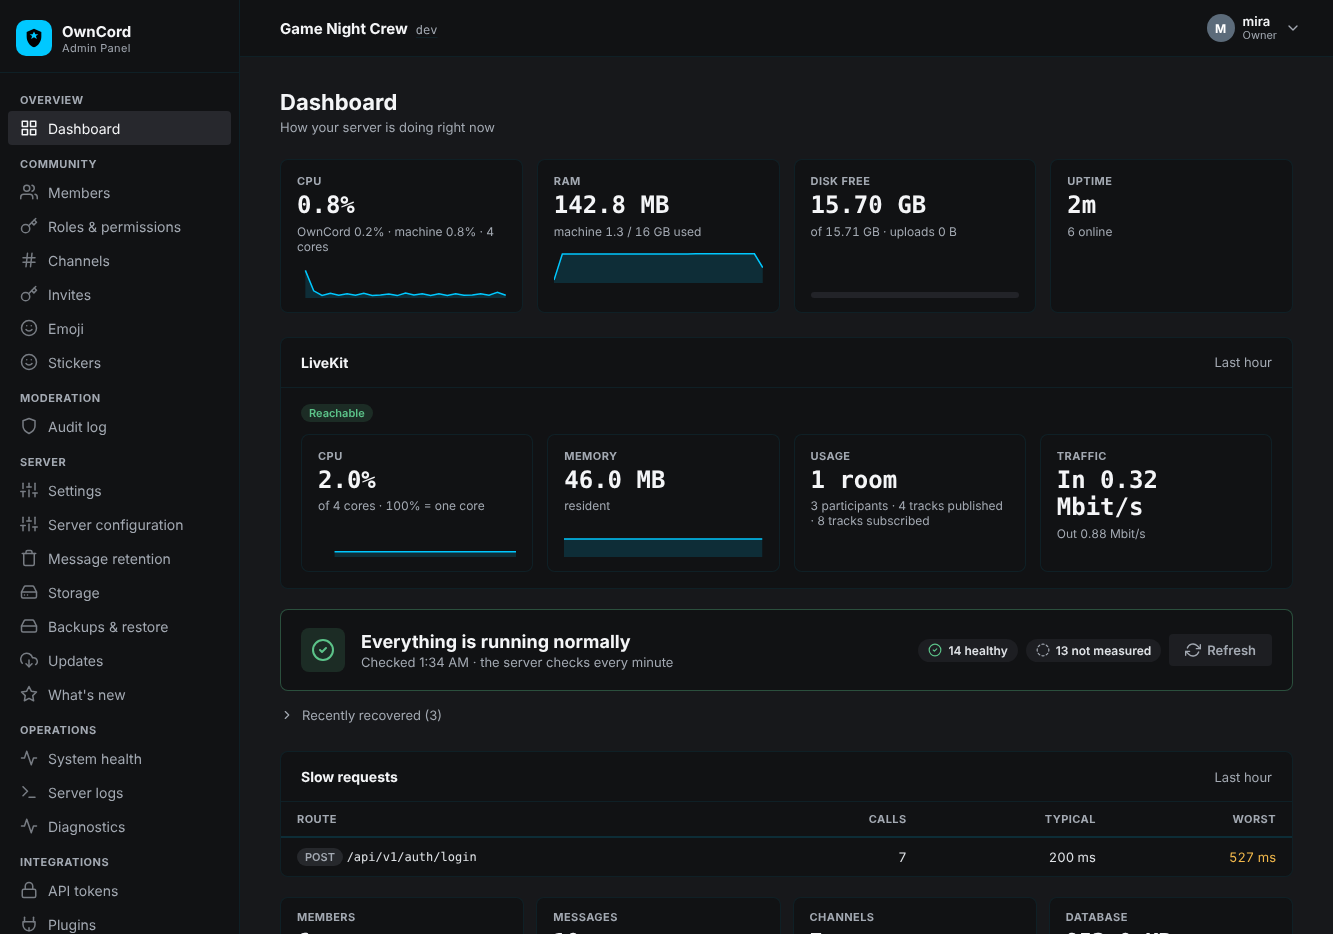 OwnCord
Admin Panel
Game Night Crew dev
M
mira
Owner
OVERVIEW
Dashboard
COMMUNITY
Members
Roles & permissions
Channels
Invites
Emoji
Stickers
MODERATION
Audit log
SERVER
Settings
Server configuration
Message retention
Storage
Backups & restore
Updates
What's new
OPERATIONS
System health
Server logs
Diagnostics
INTEGRATIONS
API tokens
Plugins
Dashboard
How your server is doing right now
CPU
0.8%
OwnCord 0.2% · machine 0.8% · 4
cores
RAM
142.8 MB
machine 1.3 / 16 GB used
DISK FREE
15.70 GB
of 15.71 GB · uploads 0 B
UPTIME
2m
6 online
LiveKit
Last hour
Reachable
CPU
2.0%
of 4 cores · 100% = one core
MEMORY
46.0 MB
resident
USAGE
1 room
3 participants · 4 tracks published
· 8 tracks subscribed
TRAFFIC
In 0.32
Mbit/s
Out 0.88 Mbit/s
Everything is running normally
Checked 1:34 AM · the server checks every minute
14 healthy
13 not measured
Refresh
Recently recovered (3)
Slow requests
Last hour
ROUTE CALLS TYPICAL WORST
POST /api/v1/auth/login 7 200 ms 527 ms
MEMBERS
MESSAGES
CHANNELS
DATABASE